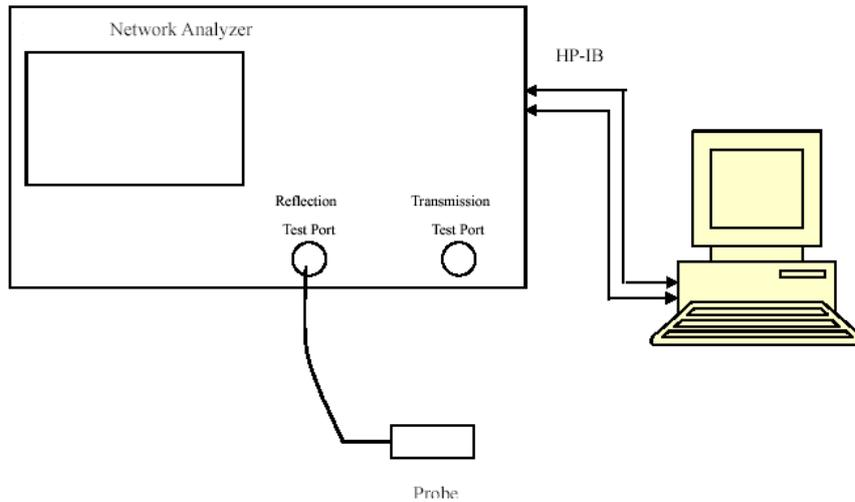 Network Analyzer
HP-IB
Reflection
Test Port
Transmission
Test Port
Probe